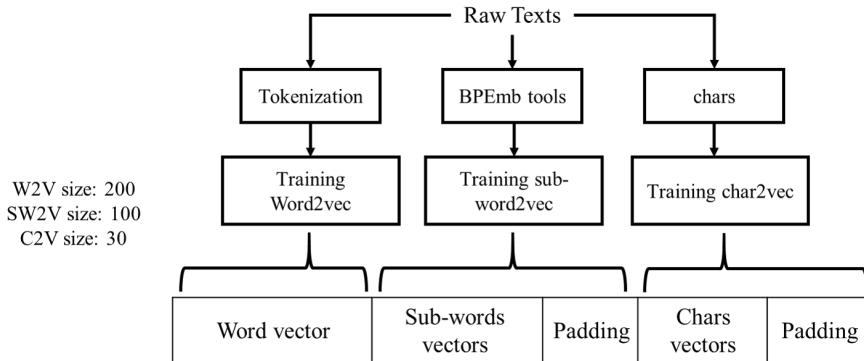 Raw Texts
Tokenization
BPEmb tools
chars
Training
Word2vec
Training sub-
word2vec
Training char2vec
W2V size: 200
SW2V size: 100
C2V size: 30
Word vector
Sub-words
vectors
Padding
Chars
vectors
Padding